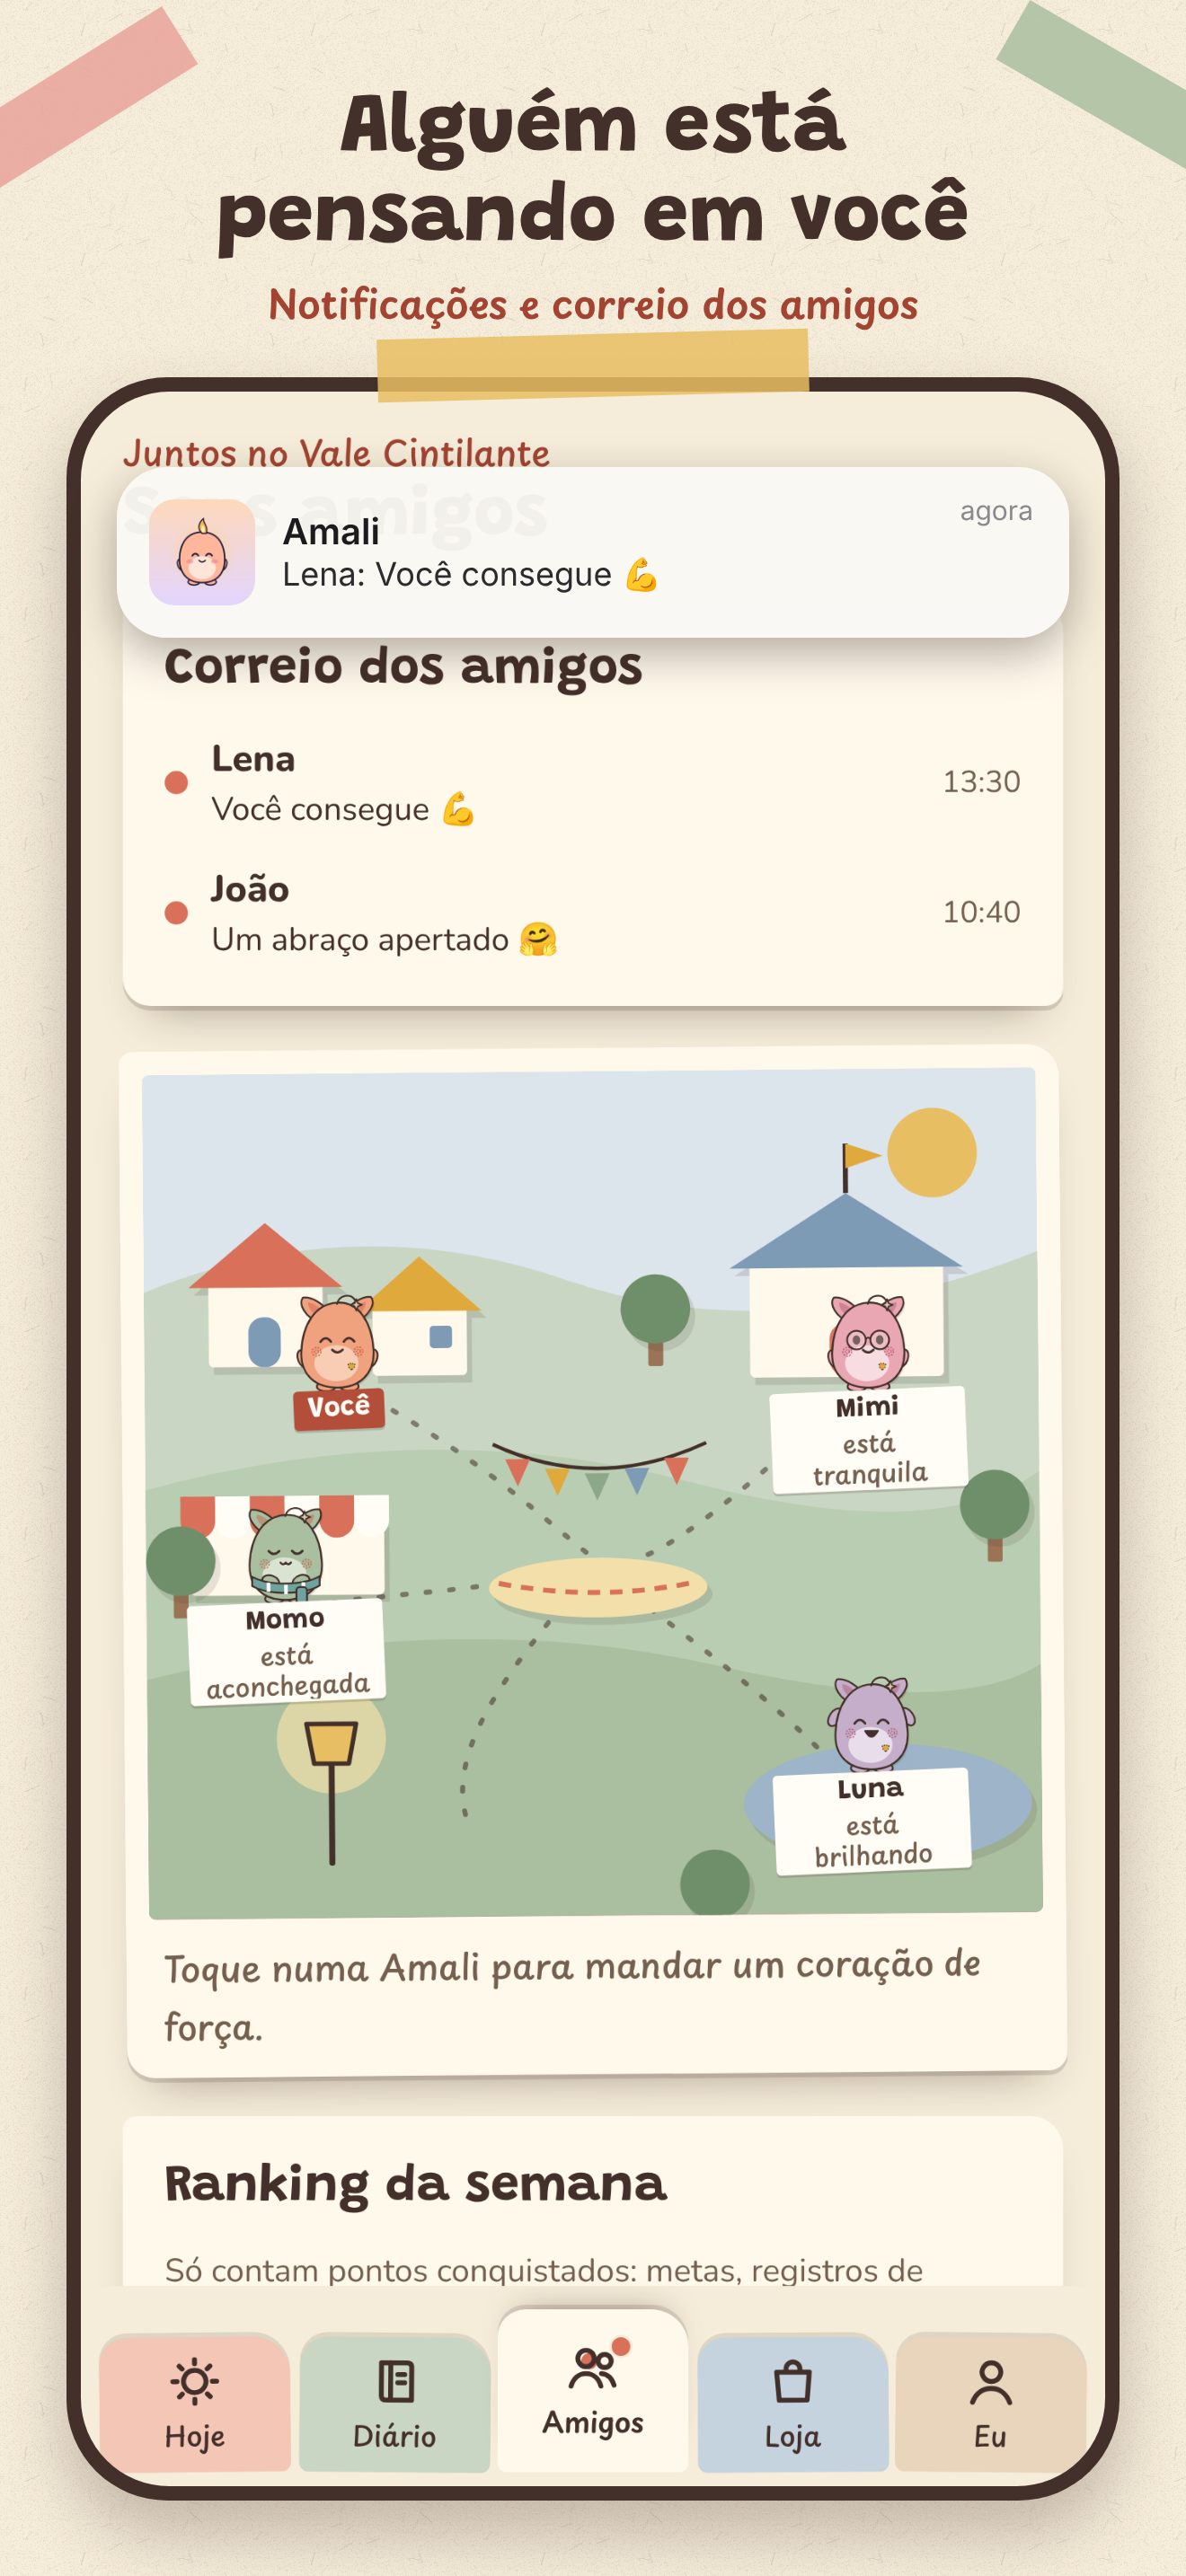 Alguém está
pensando em você
Notificações e correio dos amigos
Juntos no Vale Cintilante
Seus amigos
Amali
agora
Lena: Você consegue 💪
Correio dos amigos
Lena
Você consegue 💪
13:30
João
Um abraço apertado 🤗
10:40
Você
Mimi
está
tranquila
Momo
está
aconchegada
Luna
está
brilhando
Toque numa Amali para mandar um coração de
força.
Ranking da semana
Só contam pontos conquistados: metas, registros de
Hoje
Diário
Amigos
Loja
Eu